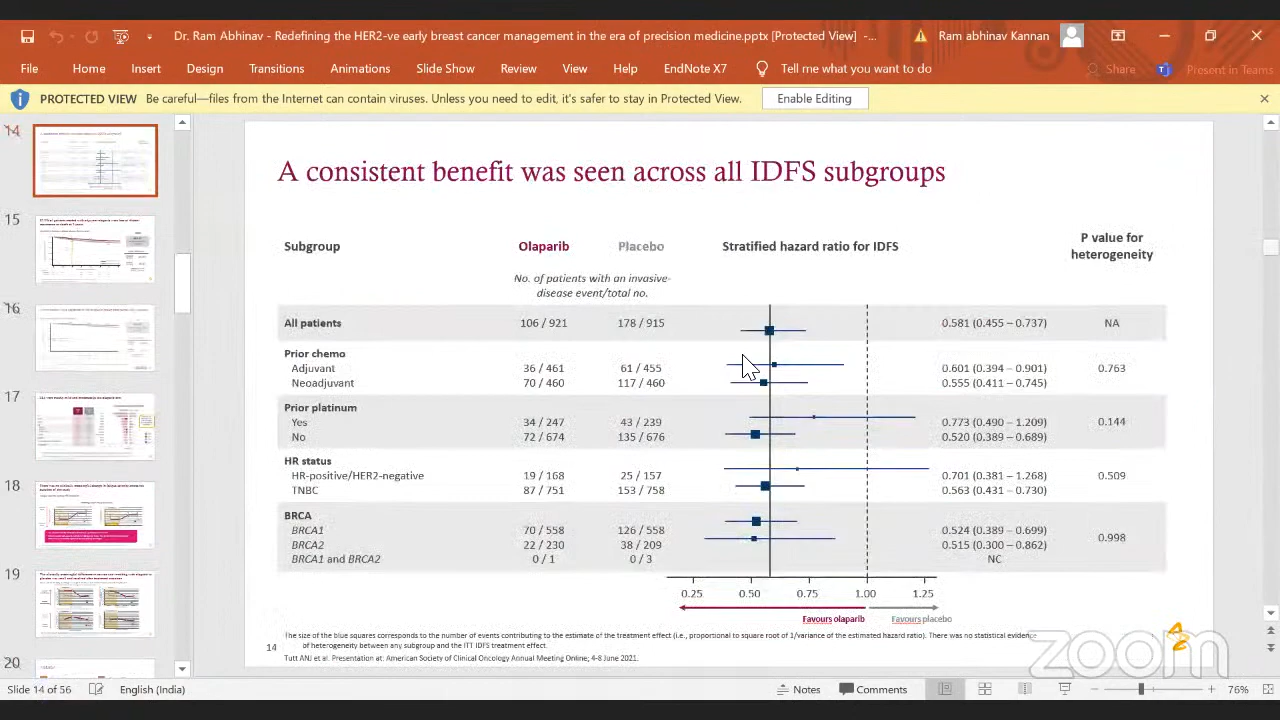 Dr. Ram Abhinav - Redefining the HER2-ve early breast cancer management in the era of precision medicine.pptx [Protected View] -...
Ram abhinav Kannan
File Home Insert Design Transitions Animations Slide Show Review View Help EndNote X7 Tell me what you want to do Share Present in Teams
PROTECTED VIEW Be careful—files from the Internet can contain viruses. Unless you need to edit, it's safer to stay in Protected View. Enable Editing
14
15
16
17
18
19
20
A consistent benefit was seen across all IDFS subgroups
Subgroup Olaparib Placebo Stratified hazard ratio for IDFS P value for heterogeneity
No. of patients with an invasive-
disease event/total no.
All patients 106 / 921 178 / 915 0.581 (0.455 – 0.737) NA
Prior chemo
Adjuvant 36 / 461 61 / 455 0.601 (0.394 – 0.901) 0.763
Neoadjuvant 70 / 460 117 / 460 0.555 (0.411 – 0.745)
Prior platinum
Yes 34 / 247 43 / 239 0.773 (0.490 – 1.209) 0.144
No 72 / 674 135 / 676 0.520 (0.389 – 0.689)
HR status
HR-positive/HER2-negative 19 / 168 25 / 157 0.701 (0.381 – 1.268) 0.509
TNBC 87 / 751 153 / 758 0.563 (0.431 – 0.730)
BRCA
BRCA1 70 / 558 126 / 558 (0.389 – 0.699)
BRCA2 22 / 230 38 / 209 0.515 (0.300 – 0.862) 0.998
BRCA1 and BRCA2 0 / 1 0 / 3 NC
0.25 0.50 0.75 1.00 1.25
Favours olaparib Favours placebo
The size of the blue squares corresponds to the number of events contributing to the estimate of the treatment effect (i.e., proportional to square root of 1/variance of the estimated hazard ratio). There was no statistical evidence
14 of heterogeneity between any subgroup and the ITT IDFS treatment effect.
Tutt ANJ et al. Presentation at: American Society of Clinical Oncology Annual Meeting Online; 4-8 June 2021.
zoom
Slide 14 of 56 English (India) Notes Comments 76%